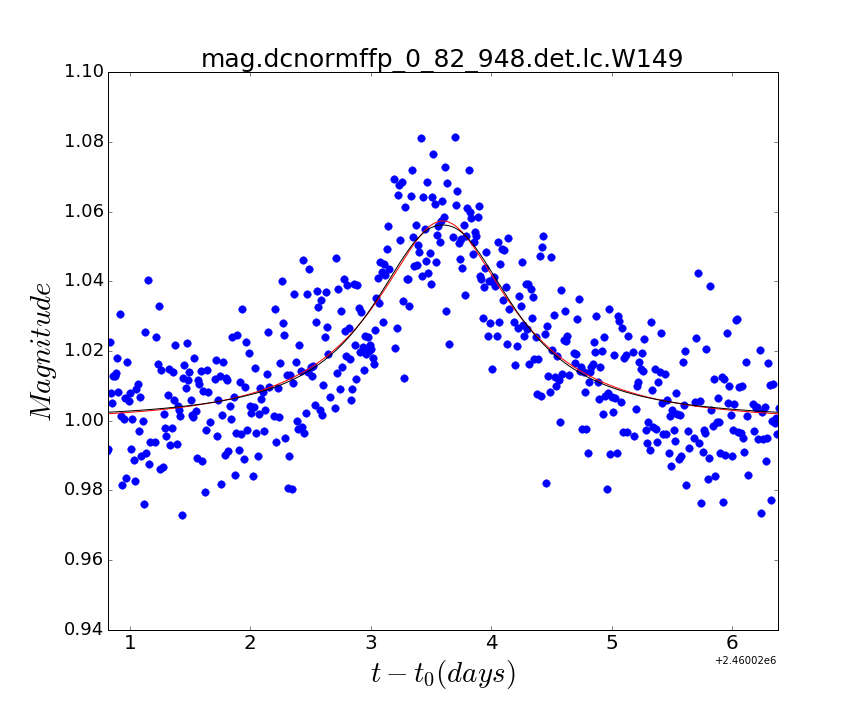 mag.dcnormffp_0_82_948.det.lc.W149
1.10
1.08
1.06
1.04
1.02
1.00
0.98
0.96
0.94
Magnitude
1 2 3 4 5 6
+2.46002e6
t − t₀(days)